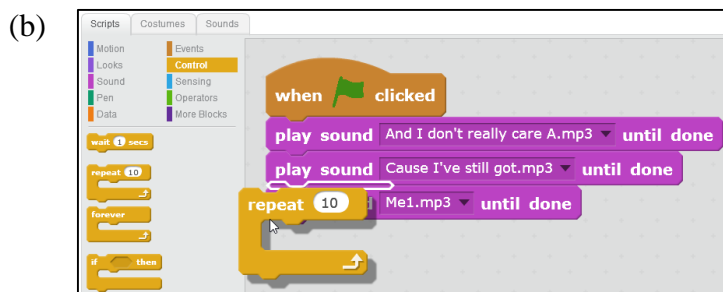 (b)
Scripts Costumes Sounds
Motion Events
Looks Control
Sound Sensing
Pen Operators
Data More Blocks
wait 1 secs
repeat 10
forever
if then
when clicked
play sound And I don't really care A.mp3 until done
play sound Cause I've still got.mp3 until done
Me1.mp3 until done
repeat 10